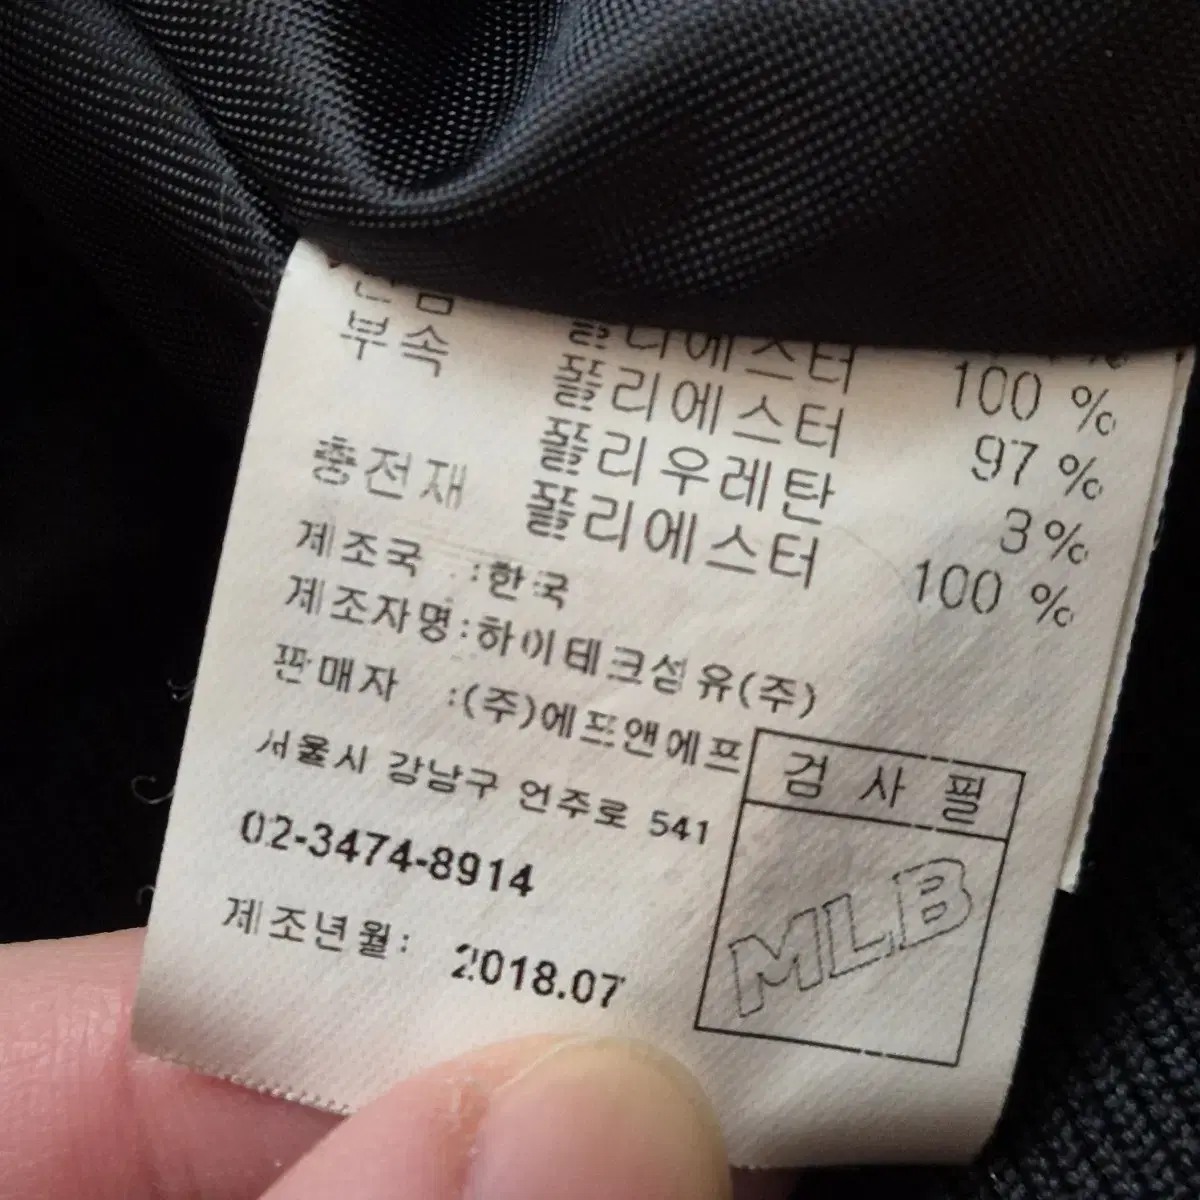 안감 폴리에스터 100 %
부속 폴리에스터 97 %
폴리우레탄 3%
충전재 폴리에스터 100 %
제조국 :한국
제조자명:하이테크섬유(주)
판매자 :(주)에프앤에프
서울시 강남구 언주로 541
02-3474-8914
제조년월: 2018.07
검사필
MLB